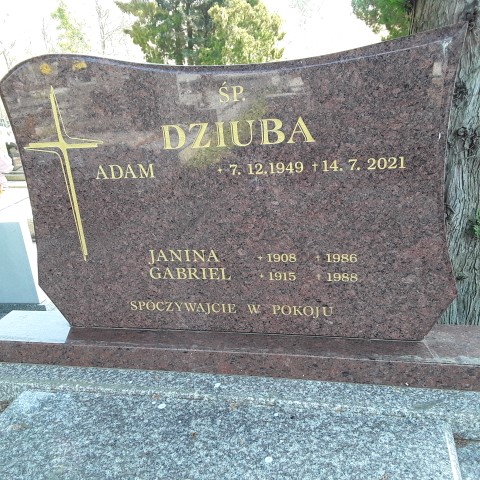 ŚP.
DZIUBA
ADAM * 7. 12.1949 † 14. 7. 2021
JANINA * 1908 † 1986
GABRIEL * 1915 † 1988
SPOCZYWAJCIE W POKOJU